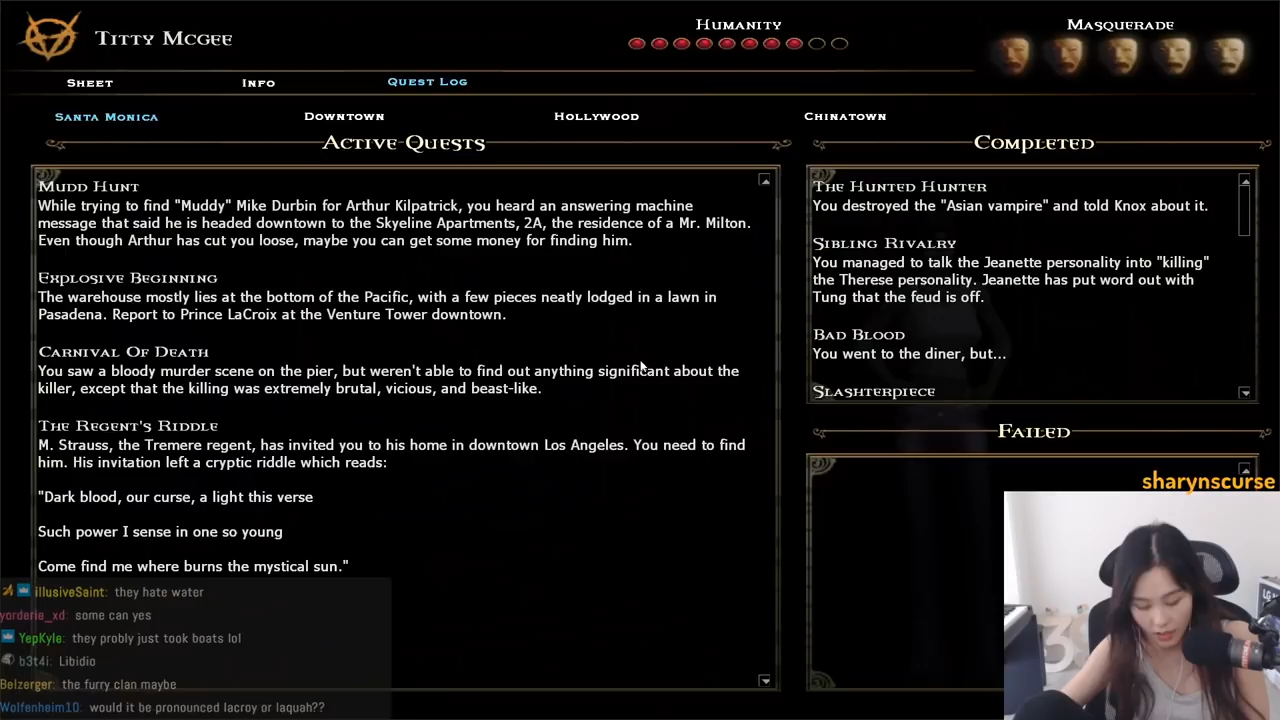 Titty McGee
Humanity
Masquerade
Sheet
Info
Quest Log
Santa Monica
Downtown
Hollywood
Chinatown
Active Quests
Mudd Hunt
While trying to find "Muddy" Mike Durbin for Arthur Kilpatrick, you heard an answering machine
message that said he is headed downtown to the Skyeline Apartments, 2A, the residence of a Mr. Milton.
Even though Arthur has cut you loose, maybe you can get some money for finding him.
Explosive Beginning
The warehouse mostly lies at the bottom of the Pacific, with a few pieces neatly lodged in a lawn in
Pasadena. Report to Prince LaCroix at the Venture Tower downtown.
Carnival Of Death
You saw a bloody murder scene on the pier, but weren't able to find out anything significant about the
killer, except that the killing was extremely brutal, vicious, and beast-like.
The Regent's Riddle
M. Strauss, the Tremere regent, has invited you to his home in downtown Los Angeles. You need to find
him. His invitation left a cryptic riddle which reads:
"Dark blood, our curse, a light this verse
Such power I sense in one so young
Come find me where burns the mystical sun."
Completed
The Hunted Hunter
You destroyed the "Asian vampire" and told Knox about it.
Sibling Rivalry
You managed to talk the Jeanette personality into "killing"
the Therese personality. Jeanette has put word out with
Tung that the feud is off.
Bad Blood
You went to the diner, but...
Slashterpiece
Failed
sharynscurse
illusiveSaint: they hate water
yorderie_xd: some can yes
YepKyle: they probly just took boats lol
b3t4i: Libidio
Belzerger: the furry clan maybe
Wolfenheim10: would it be pronounced lacroy or laquah??